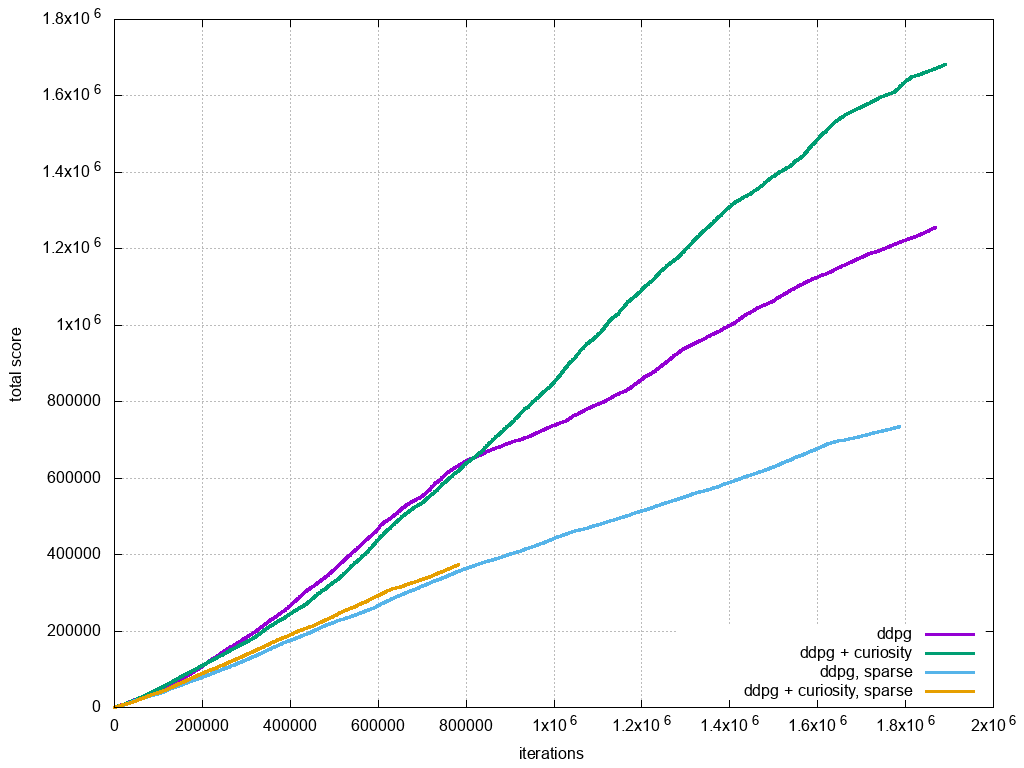 1.8x10 6
1.6x10 6
1.4x10 6
1.2x10 6
1x10 6
800000
600000
400000
200000
0
total score
0 200000 400000 600000 800000 1x10 6 1.2x10 6 1.4x10 6 1.6x10 6 1.8x10 6 2x10 6
iterations
ddpg
ddpg + curiosity
ddpg, sparse
ddpg + curiosity, sparse